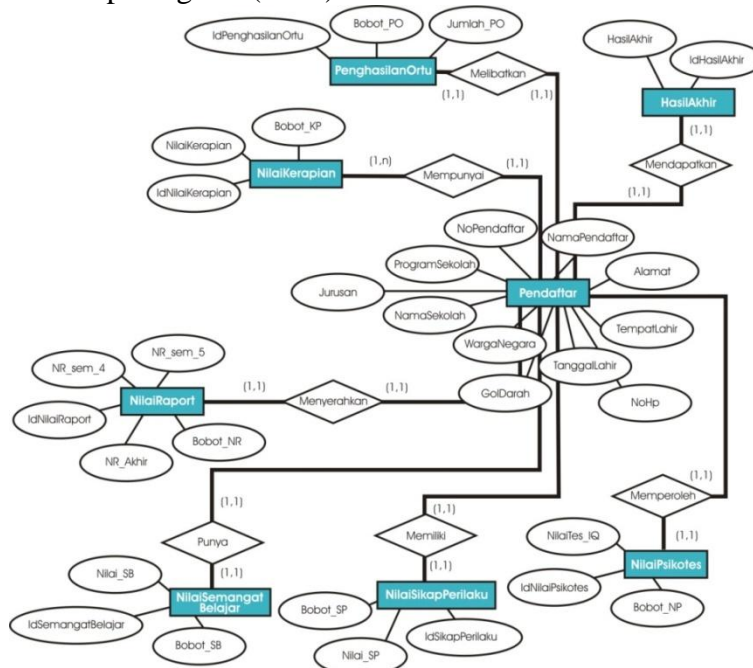 Bobot_PO
Jumlah_PO
IdPenghasilanOrtu
PenghasilanOrtu
Melibatkan
(1,1)
(1,1)
HasilAkhir
IdHasilAkhir
HasilAkhir
(1,1)
Mendapatkan
(1,1)
Bobot_KP
NilaiKerapian
IdNilaiKerapian
NilaiKerapian
(1,n)
Mempunyai
(1,1)
NoPendaftar
NamaPendaftar
ProgramSekolah
Alamat
Jurusan
Pendaftar
NamaSekolah
TempatLahir
WargaNegara
TanggalLahir
GolDarah
NoHp
NR_sem_5
NR_sem_4
IdNilaiRaport
NilaiRaport
NR_Akhir
Bobot_NR
(1,1)
Menyerahkan
(1,1)
(1,1)
Punya
(1,1)
Nilai_SB
IdSemangatBelajar
NilaiSemangat
Belajar
Bobot_SB
(1,1)
Memiliki
(1,1)
NilaiSikapPerilaku
Bobot_SP
Nilai_SP
IdSikapPerilaku
(1,1)
Memperoleh
(1,1)
NilaiTes_IQ
NilaiPsikotes
IdNilaiPsikotes
Bobot_NP